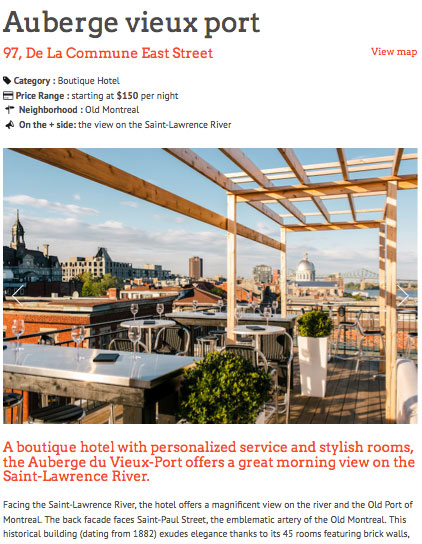 Auberge vieux port
97, De La Commune East Street View map
Category : Boutique Hotel
Price Range : starting at $150 per night
Neighborhood : Old Montreal
On the + side: the view on the Saint-Lawrence River
A boutique hotel with personalized service and stylish rooms,
the Auberge du Vieux-Port offers a great morning view on the
Saint-Lawrence River.
Facing the Saint-Lawrence River, the hotel offers a magnificent view on the river and the Old Port of
Montreal. The back facade faces Saint-Paul Street, the emblematic artery of the Old Montreal. This
historical building (dating from 1882) exudes elegance thanks to its 45 rooms featuring brick walls,